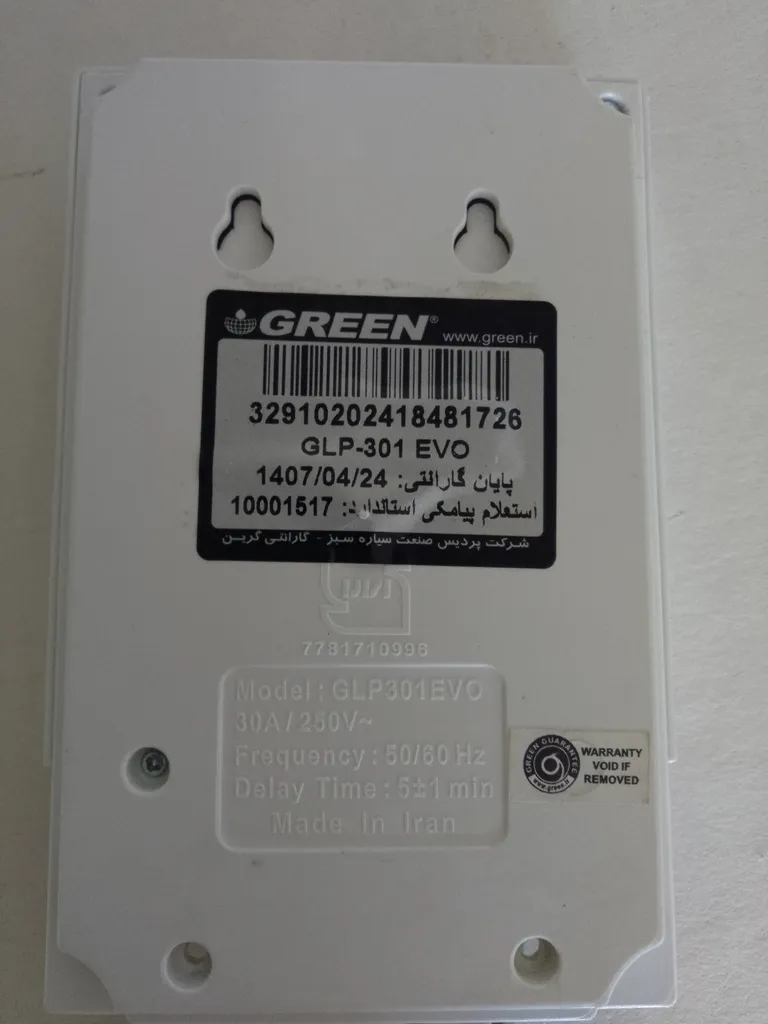 GREEN®
www.green.ir
32910202418481726
GLP-301 EVO
پایان گارانتی: 1407/04/24
استعلام پیامکی استاندارد: 10001517
شرکت پردیس صنعت سیاره سبز - گارانتی گرین
7781710996
Model : GLP301EVO
30A / 250V~
Frequency : 50/60 Hz
Delay Time : 5±1 min
Made In Iran
GREEN GUARANTEE
www.green.ir
WARRANTY
VOID IF
REMOVED